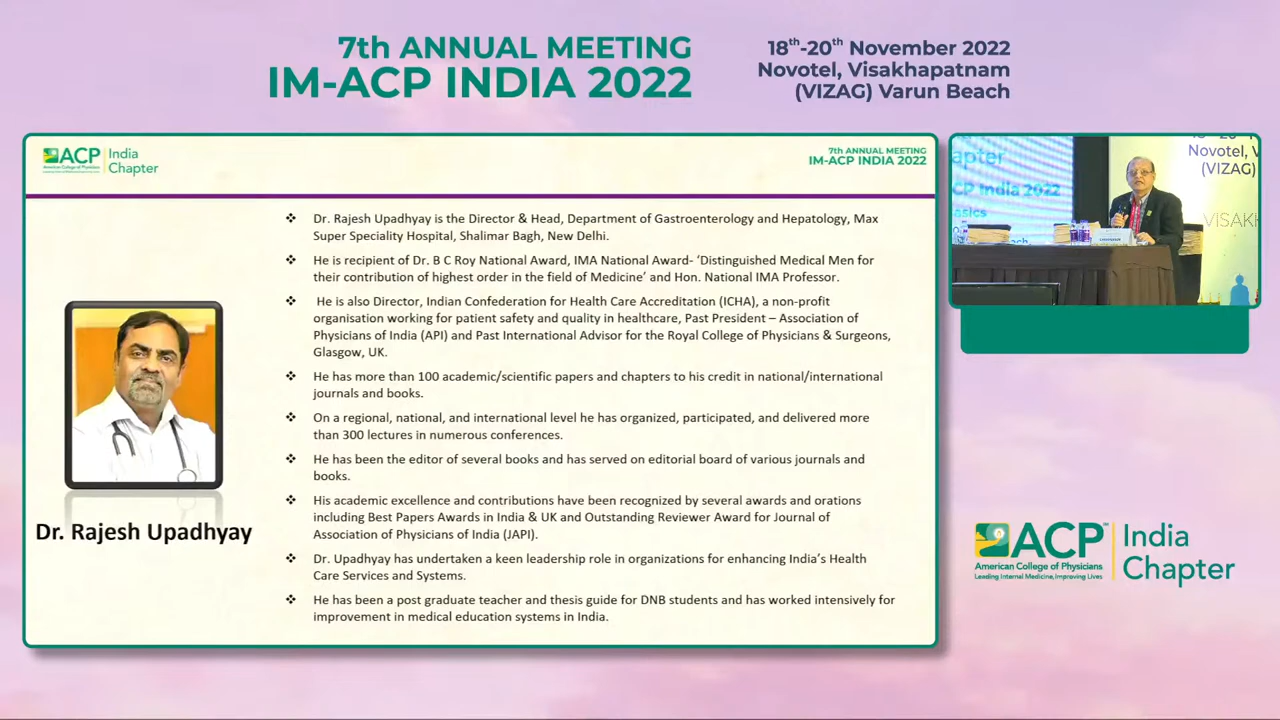 7th ANNUAL MEETING
IM-ACP INDIA 2022
18th-20th November 2022
Novotel, Visakhapatnam
(VIZAG) Varun Beach
ACP
American College of Physicians
India
Chapter
7th ANNUAL MEETING
IM-ACP INDIA 2022
❖ Dr. Rajesh Upadhyay is the Director & Head, Department of Gastroenterology and Hepatology, Max
Super Speciality Hospital, Shalimar Bagh, New Delhi.
❖ He is recipient of Dr. B C Roy National Award, IMA National Award- ‘Distinguished Medical Men for
their contribution of highest order in the field of Medicine’ and Hon. National IMA Professor.
❖ He is also Director, Indian Confederation for Health Care Accreditation (ICHA), a non-profit
organisation working for patient safety and quality in healthcare, Past President – Association of
Physicians of India (API) and Past International Advisor for the Royal College of Physicians & Surgeons,
Glasgow, UK.
❖ He has more than 100 academic/scientific papers and chapters to his credit in national/international
journals and books.
❖ On a regional, national, and international level he has organized, participated, and delivered more
than 300 lectures in numerous conferences.
❖ He has been the editor of several books and has served on editorial board of various journals and
books.
❖ His academic excellence and contributions have been recognized by several awards and orations
including Best Papers Awards in India & UK and Outstanding Reviewer Award for Journal of
Association of Physicians of India (JAPI).
❖ Dr. Upadhyay has undertaken a keen leadership role in organizations for enhancing India’s Health
Care Services and Systems.
❖ He has been a post graduate teacher and thesis guide for DNB students and has worked intensively for
improvement in medical education systems in India.
Dr. Rajesh Upadhyay
apter
CP India 2022
asics
Novotel, V
(VIZAG)
VISAKH
ACP™
American College of Physicians
Leading Internal Medicine, Improving Lives
India
Chapter